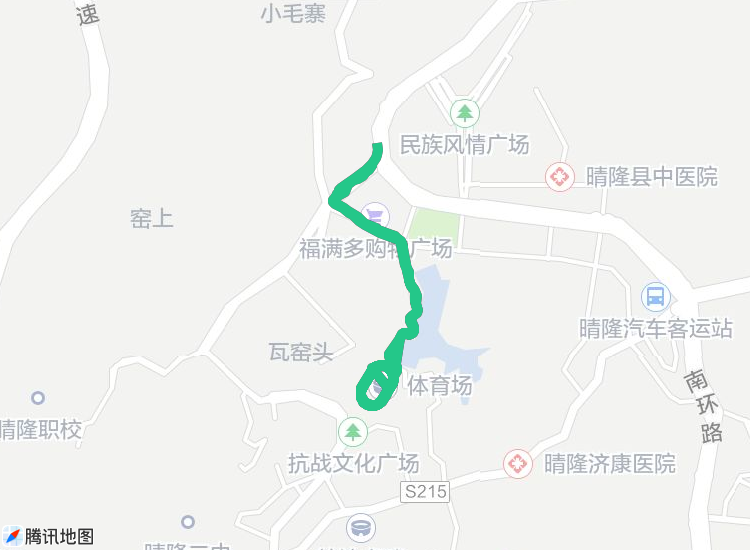 速
小毛寨
民族风情广场
晴隆县中医院
窑上
福满多购物广场
晴隆汽车客运站
瓦窑头
体育场
南环路
晴隆职校
抗战文化广场
晴隆济康医院
S215
腾讯地图